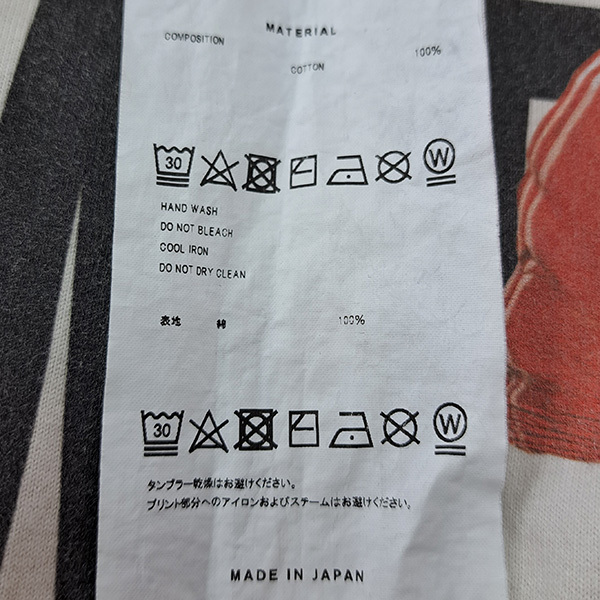 MATERIAL
COMPOSITION 100%
COTTON
30 W
HAND WASH
DO NOT BLEACH
COOL IRON
DO NOT DRY CLEAN
表地 綿 100%
30 W
タンブラー乾燥はお避けください。
プリント部分へのアイロンおよびスチームはお避けください。
MADE IN JAPAN